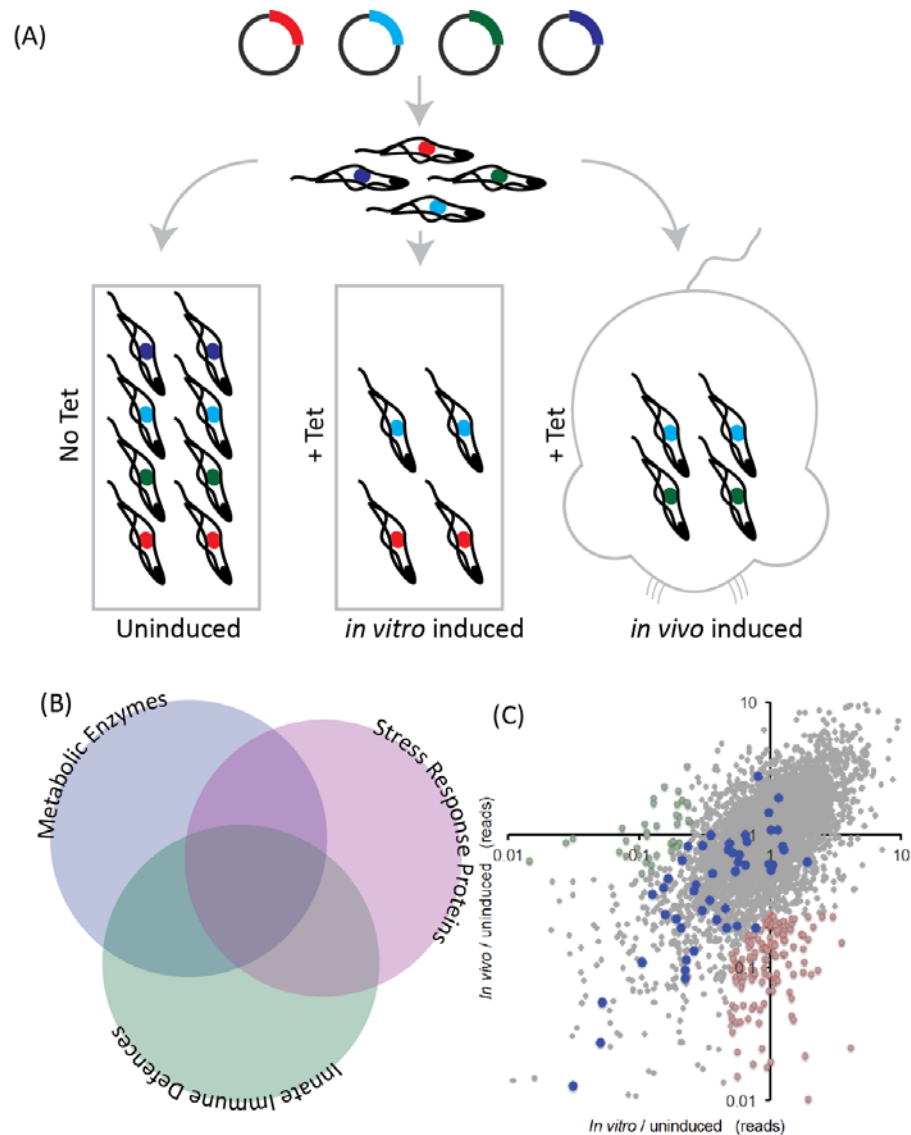 (A)
No Tet
+ Tet
+ Tet
Uninduced
in vitro induced
in vivo induced
(B)
Metabolic Enzymes
Stress Response Proteins
Innate Immune Defences
(C)
10
In vivo / uninduced (reads)
0.01
0.1
1
1
10
0.1
0.01
In vitro / uninduced (reads)